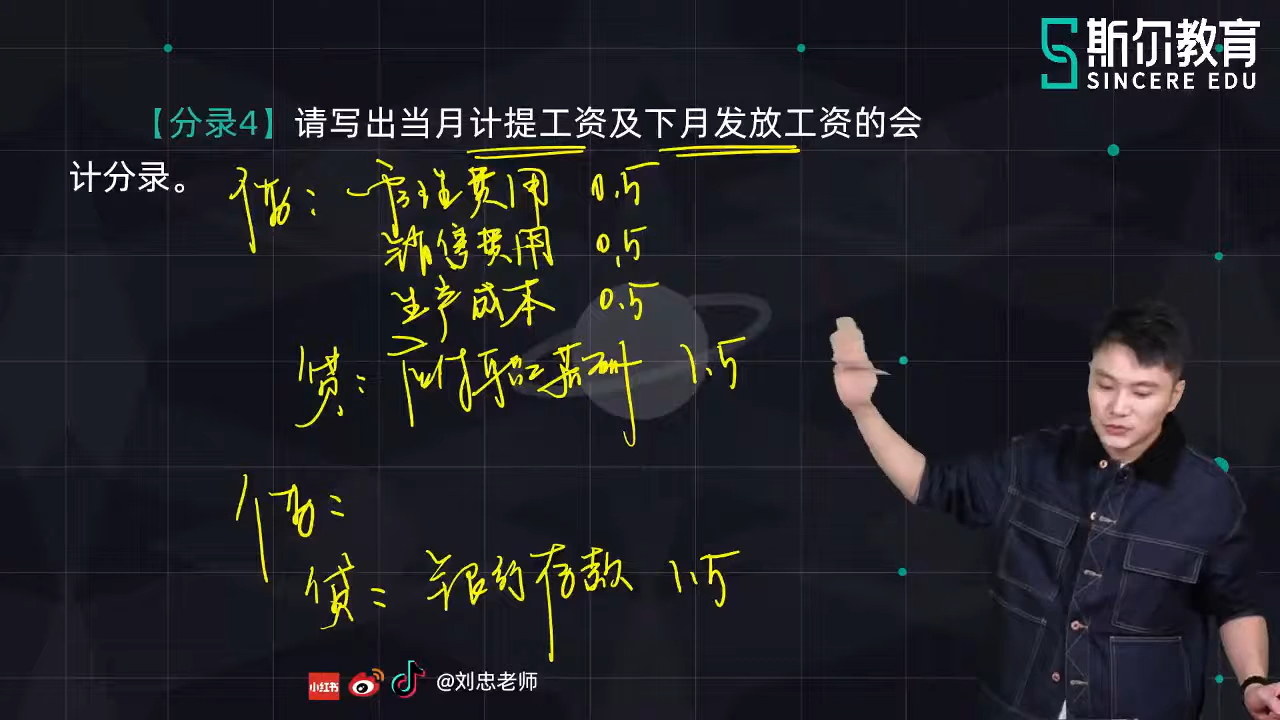 斯尔教育
SINCERE EDU
【分录4】请写出当月计提工资及下月发放工资的会
计分录。
借：管理费用 0.5
销售费用 0.5
生产成本 0.5
贷：应付职工薪酬 1.5
借：
贷：银行存款 1.5
小红书 @刘忠老师